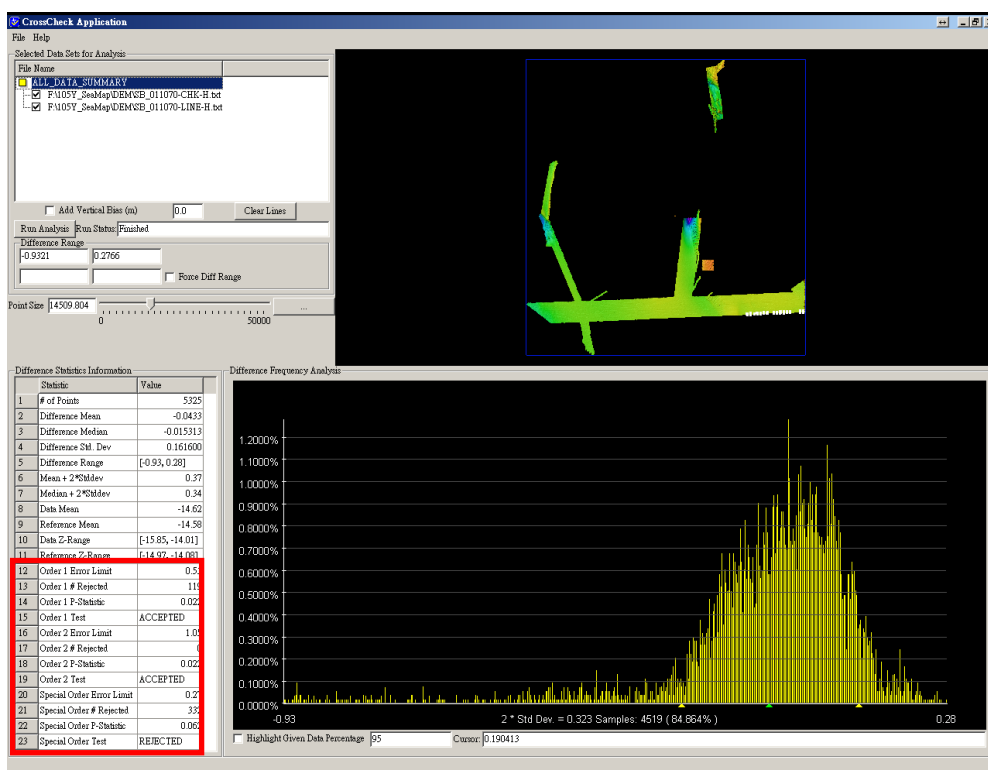 CrossCheck Application
File Help
Selected Data Sets for Analysis
File Name
ALL_DATA_SUMMARY
F:\105Y_SeaMap\DEM\SB_011070-CHK-H.txt
F:\105Y_SeaMap\DEM\SB_011070-LINE-H.txt
Add Vertical Bias (m) 0.0 Clear Lines
Run Analysis Run Status: Finished
Difference Range
-0.9321 0.2766
Force Diff Range
Point Size 14509.804 ...
0 50000
Difference Statistics Information
Statistic Value
1 # of Points 5325
2 Difference Mean -0.0433
3 Difference Median -0.015313
4 Difference Std. Dev 0.161600
5 Difference Range [-0.93, 0.28]
6 Mean + 2*Stddev 0.37
7 Median + 2*Stddev 0.34
8 Data Mean -14.62
9 Reference Mean -14.58
10 Data Z-Range [-15.85, -14.01]
11 Reference Z-Range [-14.97, -14.08]
12 Order 1 Error Limit
13 Order 1 # Rejected
14 Order 1 P-Statistic
15 Order 1 Test ACCEPTED
16 Order 2 Error Limit
17 Order 2 # Rejected
18 Order 2 P-Statistic
19 Order 2 Test ACCEPTED
20 Special Order Error Limit
21 Special Order # Rejected
22 Special Order P-Statistic
23 Special Order Test REJECTED
Difference Frequency Analysis
1.2000%
1.1000%
1.0000%
0.9000%
0.8000%
0.7000%
0.6000%
0.5000%
0.4000%
0.3000%
0.2000%
0.1000%
0.0000%
-0.93 2 * Std Dev. = 0.323 Samples: 4519 ( 84.864% ) 0.28
Highlight Given Data Percentage 95 Cursor: 0.190413